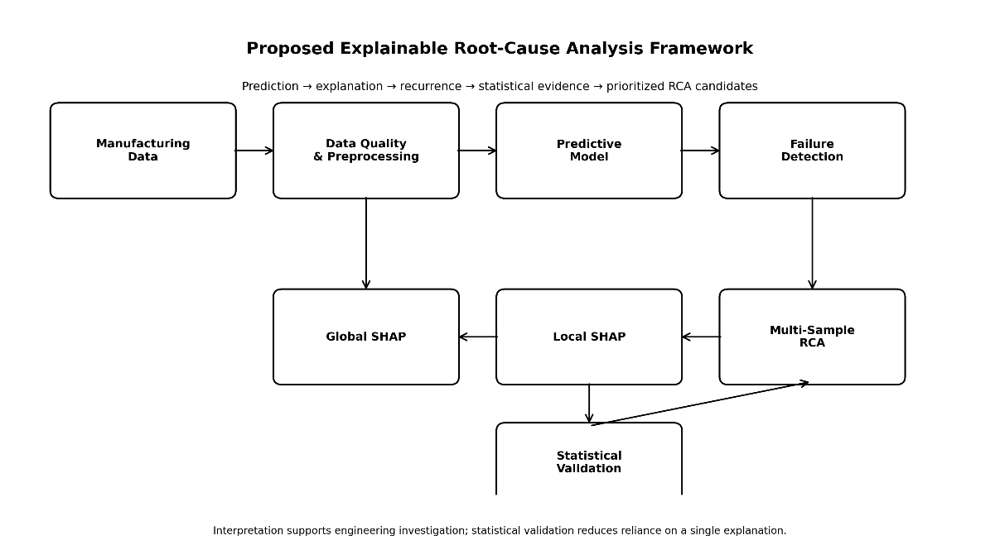 Proposed Explainable Root-Cause Analysis Framework
Prediction → explanation → recurrence → statistical evidence → prioritized RCA candidates
Manufacturing
Data
Data Quality
& Preprocessing
Predictive
Model
Failure
Detection
Global SHAP
Local SHAP
Multi-Sample
RCA
Statistical
Validation
Interpretation supports engineering investigation; statistical validation reduces reliance on a single explanation.